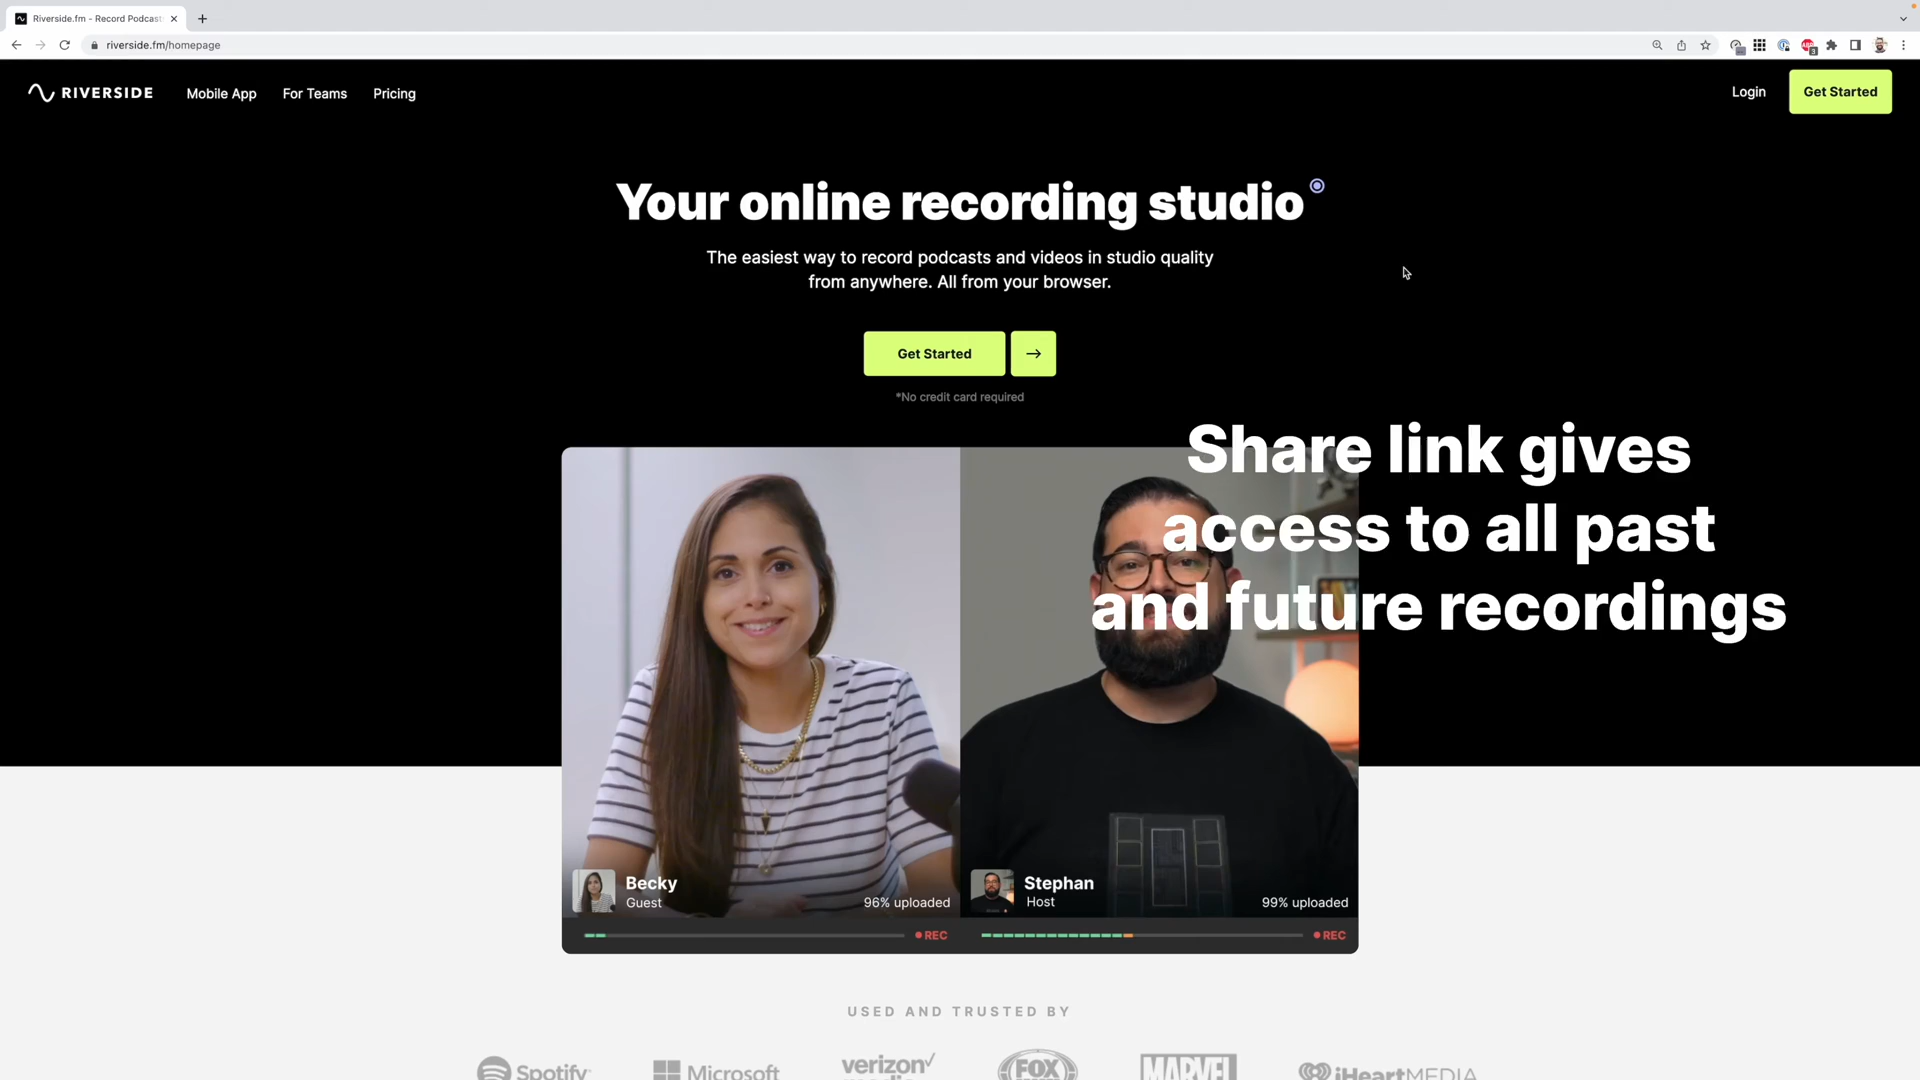 Riverside.fm - Record Podcast
riverside.fm/homepage
RIVERSIDE
Mobile App
For Teams
Pricing
Login
Get Started
Your online recording studio
The easiest way to record podcasts and videos in studio quality
from anywhere. All from your browser.
Get Started
*No credit card required
Share link gives
access to all past
and future recordings
Becky
Guest
96% uploaded
REC
Stephan
Host
99% uploaded
REC
USED AND TRUSTED BY
Spotify
Microsoft
verizon
FOX
MARVEL
iHeartMEDIA